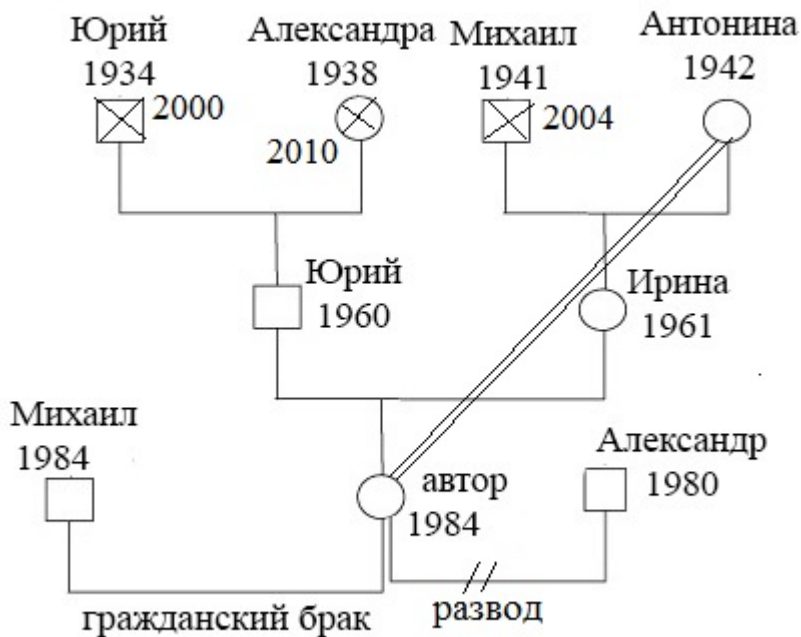 Юрий
1934
2000
Александра
1938
2010
Михаил
1941
2004
Антонина
1942
Юрий
1960
Ирина
1961
Михаил
1984
автор
1984
Александр
1980
гражданский брак
развод